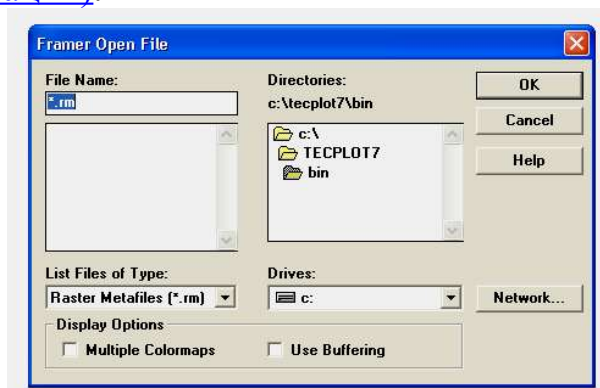 Framer Open File
File Name:
*.rm
Directories:
c:\tecplot7\bin
c:\
TECPLOT7
bin
OK
Cancel
Help
List Files of Type:
Raster Metafiles (*.rm)
Drives:
c:
Network...
Display Options
Multiple Colormaps
Use Buffering